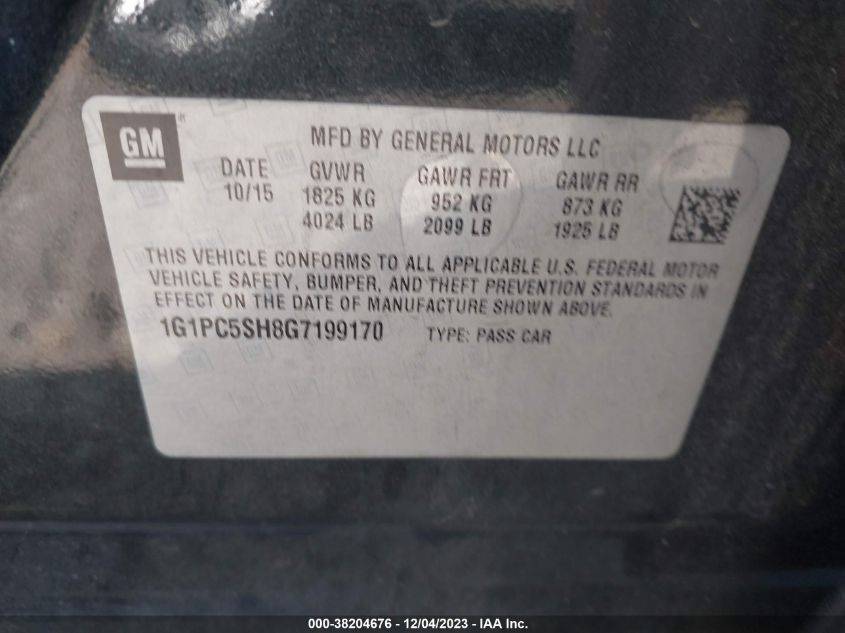 GM
MFD BY GENERAL MOTORS LLC
DATE GVWR GAWR FRT GAWR RR
10/15 1825 KG 952 KG 873 KG
4024 LB 2099 LB 1925 LB
THIS VEHICLE CONFORMS TO ALL APPLICABLE U.S. FEDERAL MOTOR
VEHICLE SAFETY, BUMPER, AND THEFT PREVENTION STANDARDS IN
EFFECT ON THE DATE OF MANUFACTURE SHOWN ABOVE.
1G1PC5SH8G7199170 TYPE: PASS CAR
000-38204676 - 12/04/2023 - IAA Inc.